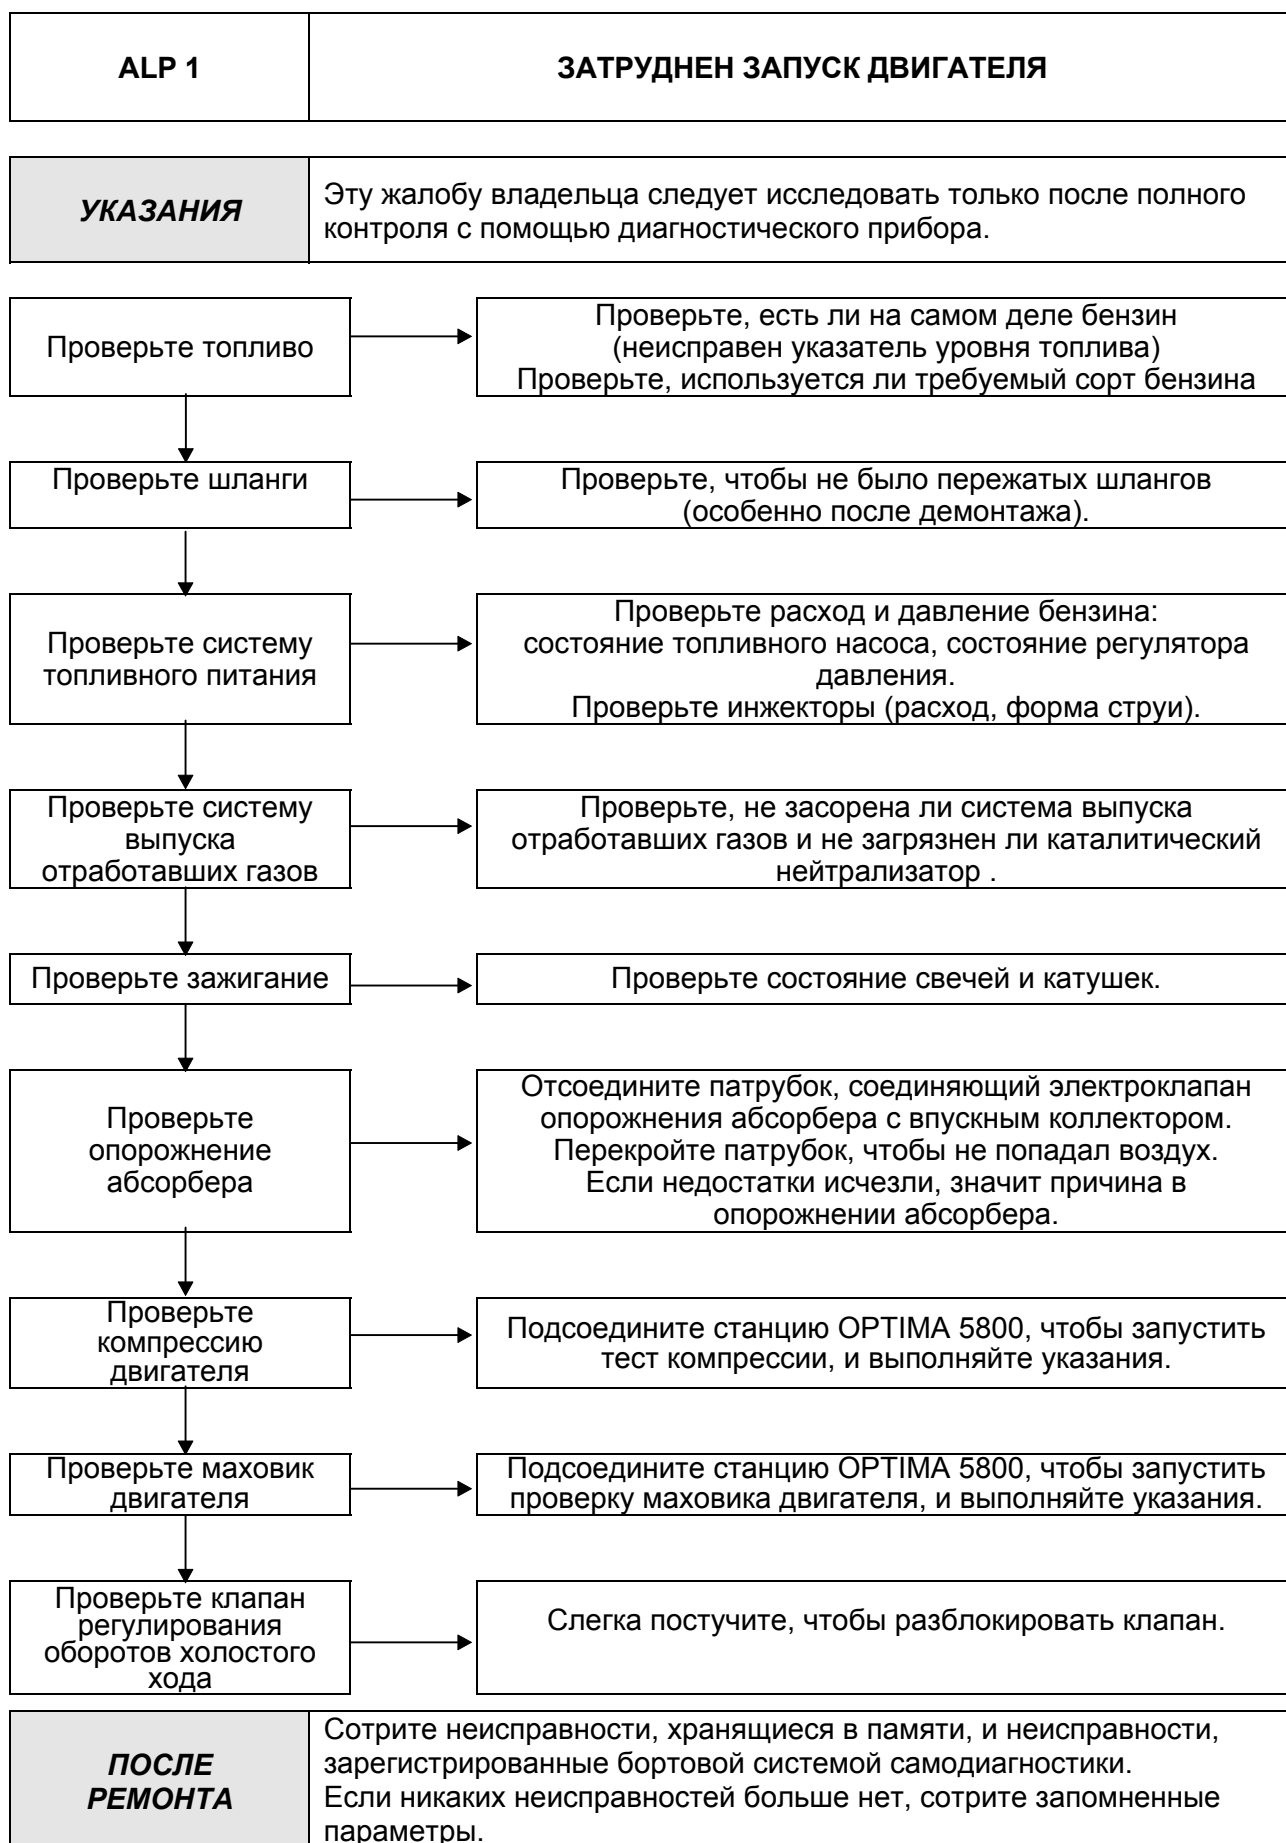 ALP 1
ЗАТРУДНЕН ЗАПУСК ДВИГАТЕЛЯ
УКАЗАНИЯ
Эту жалобу владельца следует исследовать только после полного
контроля с помощью диагностического прибора.
Проверьте топливо
Проверьте, есть ли на самом деле бензин
(неисправен указатель уровня топлива)
Проверьте, используется ли требуемый сорт бензина
Проверьте шланги
Проверьте, чтобы не было пережатых шлангов
(особенно после демонтажа).
Проверьте систему
топливного питания
Проверьте расход и давление бензина:
состояние топливного насоса, состояние регулятора
давления.
Проверьте инжекторы (расход, форма струи).
Проверьте систему
выпуска
отработавших газов
Проверьте, не засорена ли система выпуска
отработавших газов и не загрязнен ли каталитический
нейтрализатор .
Проверьте зажигание
Проверьте состояние свечей и катушек.
Проверьте
опорожнение
абсорбера
Отсоедините патрубок, соединяющий электроклапан
опорожнения абсорбера с впускным коллектором.
Перекройте патрубок, чтобы не попадал воздух.
Если недостатки исчезли, значит причина в
опорожнении абсорбера.
Проверьте
компрессию
двигателя
Подсоедините станцию OPTIMA 5800, чтобы запустить
тест компрессии, и выполняйте указания.
Проверьте маховик
двигателя
Подсоедините станцию OPTIMA 5800, чтобы запустить
проверку маховика двигателя, и выполняйте указания.
Проверьте клапан
регулирования
оборотов холостого
хода
Слегка постучите, чтобы разблокировать клапан.
ПОСЛЕ
РЕМОНТА
Сотрите неисправности, хранящиеся в памяти, и неисправности,
зарегистрированные бортовой системой самодиагностики.
Если никаких неисправностей больше нет, сотрите запомненные
параметры.